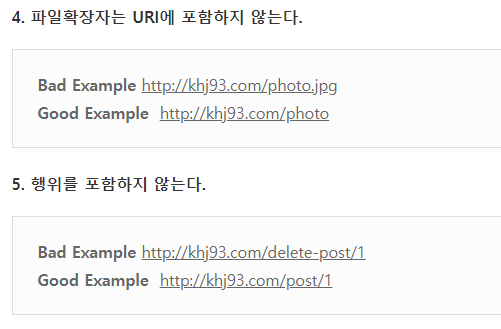 4. 파일확장자는 URI에 포함하지 않는다.
Bad Example http://khj93.com/photo.jpg
Good Example http://khj93.com/photo
5. 행위를 포함하지 않는다.
Bad Example http://khj93.com/delete-post/1
Good Example http://khj93.com/post/1